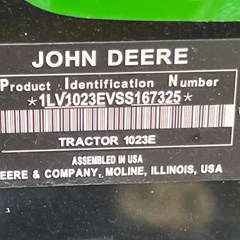 JOHN DEERE
Product Identification Number
*1LV1023EVSS167325*
TRACTOR 1023E
ASSEMBLED IN USA
EERE & COMPANY, MOLINE, ILLINOIS, USA